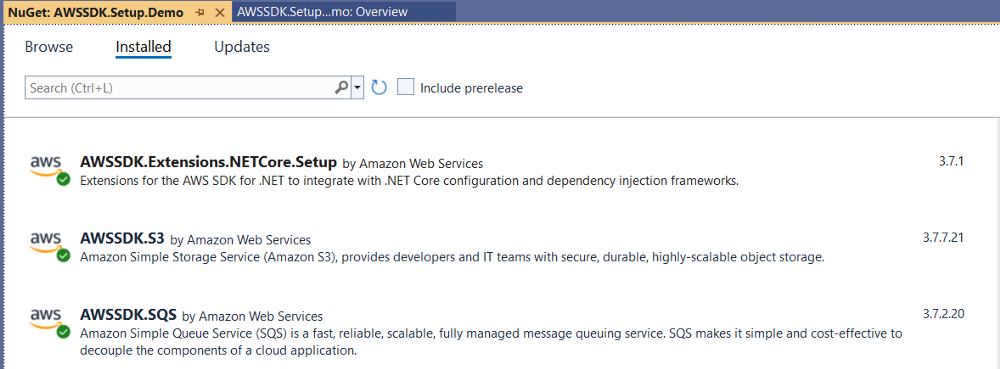 NuGet: AWSSDK.Setup.Demo AWSSDK.Setup...mo: Overview
Browse Installed Updates
Search (Ctrl+L) Include prerelease
aws AWSSDK.Extensions.NETCore.Setup by Amazon Web Services 3.7.1
Extensions for the AWS SDK for .NET to integrate with .NET Core configuration and dependency injection frameworks.
aws AWSSDK.S3 by Amazon Web Services 3.7.7.21
Amazon Simple Storage Service (Amazon S3), provides developers and IT teams with secure, durable, highly-scalable object storage.
aws AWSSDK.SQS by Amazon Web Services 3.7.2.20
Amazon Simple Queue Service (SQS) is a fast, reliable, scalable, fully managed message queuing service. SQS makes it simple and cost-effective to
decouple the components of a cloud application.